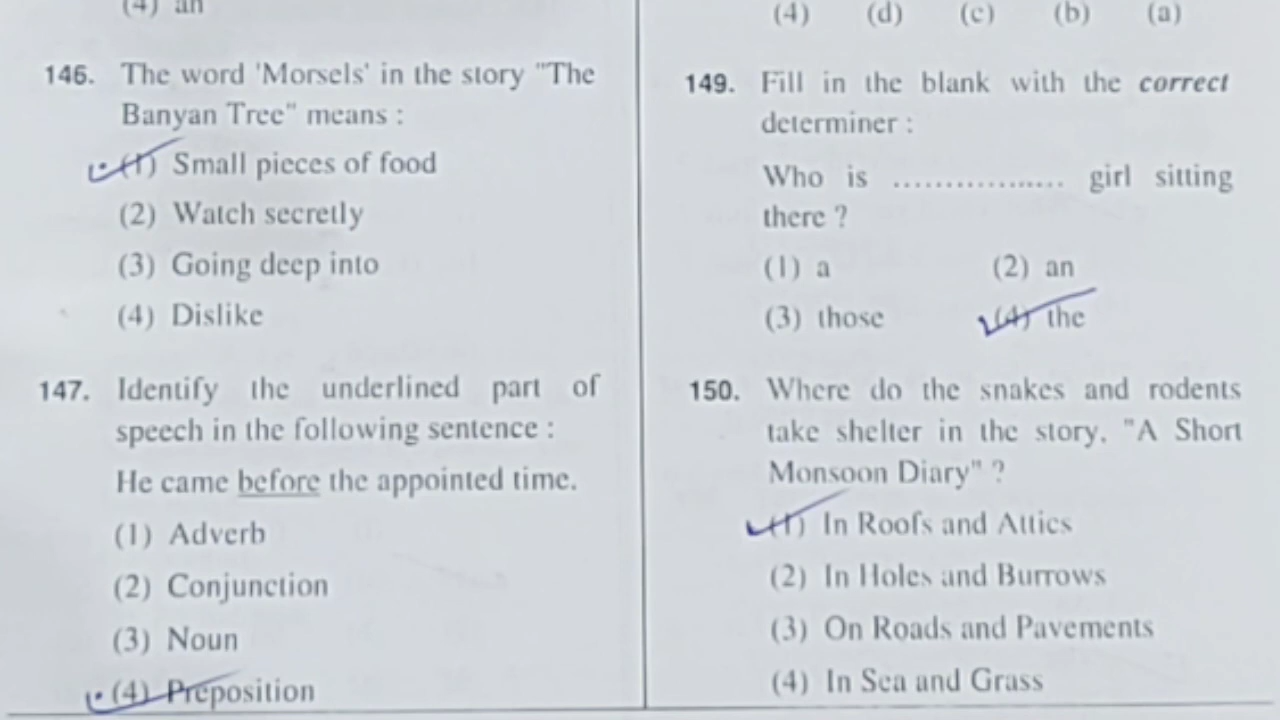 (4) an
146. The word 'Morsels' in the story "The
Banyan Tree" means :
(1) Small pieces of food
(2) Watch secretly
(3) Going deep into
(4) Dislike
147. Identify the underlined part of
speech in the following sentence :
He came before the appointed time.
(1) Adverb
(2) Conjunction
(3) Noun
(4) Preposition
(4) (d) (c) (b) (a)
149. Fill in the blank with the correct
determiner :
Who is .................. girl sitting
there ?
(1) a (2) an
(3) those (4) the
150. Where do the snakes and rodents
take shelter in the story. "A Short
Monsoon Diary" ?
(1) In Roofs and Attics
(2) In Holes and Burrows
(3) On Roads and Pavements
(4) In Sea and Grass